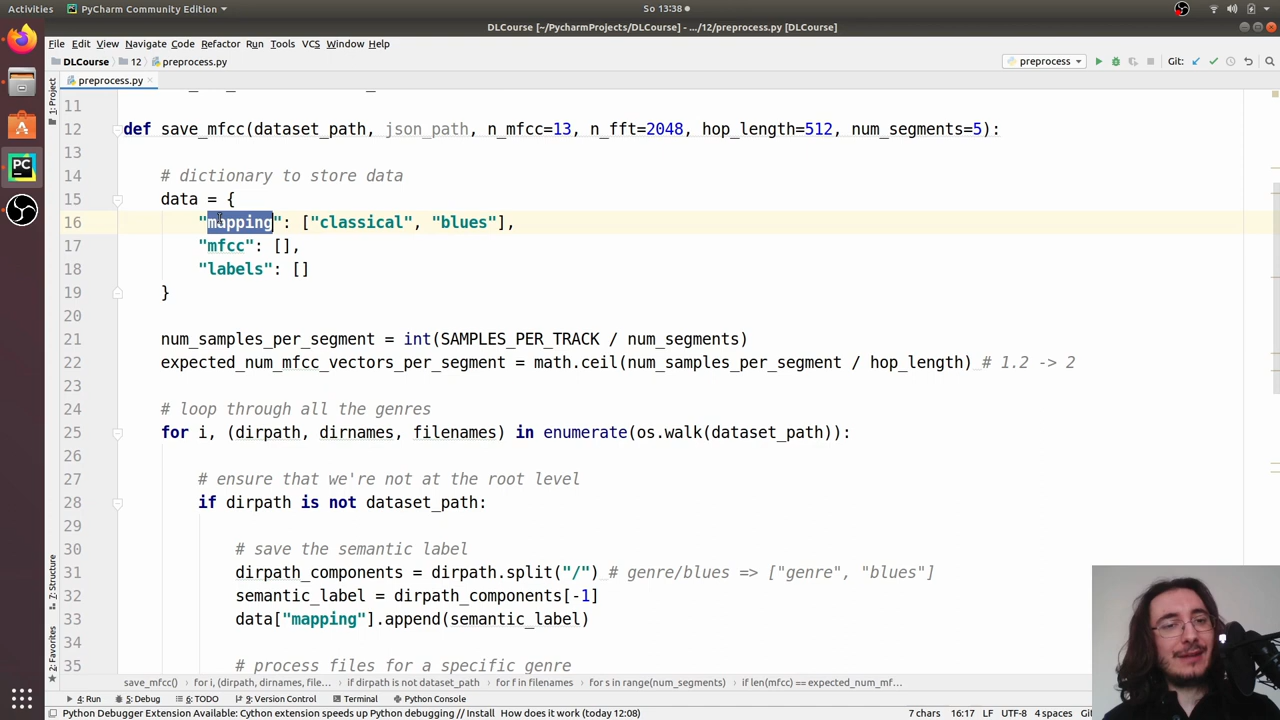 Activities PyCharm Community Edition So 13:38
DLCourse [~/PycharmProjects/DLCourse] - .../12/preprocess.py [DLCourse]
File Edit View Navigate Code Refactor Run Tools VCS Window Help
DLCourse 12 preprocess.py preprocess Git:
preprocess.py
1: Project
11
12 def save_mfcc(dataset_path, json_path, n_mfcc=13, n_fft=2048, hop_length=512, num_segments=5):
13
14 # dictionary to store data
15 data = {
16 "mapping": ["classical", "blues"],
17 "mfcc": [],
18 "labels": []
19 }
20
21 num_samples_per_segment = int(SAMPLES_PER_TRACK / num_segments)
22 expected_num_mfcc_vectors_per_segment = math.ceil(num_samples_per_segment / hop_length) # 1.2 -> 2
23
24 # loop through all the genres
25 for i, (dirpath, dirnames, filenames) in enumerate(os.walk(dataset_path)):
26
27 # ensure that we're not at the root level
28 if dirpath is not dataset_path:
29
30 # save the semantic label
31 dirpath_components = dirpath.split("/") # genre/blues => ["genre", "blues"]
32 semantic_label = dirpath_components[-1]
33 data["mapping"].append(semantic_label)
34
35 # process files for a specific genre
7: Structure
2: Favorites
save_mfcc() for i, (dirpath, dirnames, file... if dirpath is not dataset_path: for f in filenames for s in range(num_segments) if len(mfcc) == expected_num_mf...
4: Run 5: Debug 6: TODO 9: Version Control Terminal Python Console
Python Debugger Extension Available: Cython extension speeds up Python debugging // Install How does it work (today 12:08) 7 chars 16:17 LF UTF-8 4 spaces Git: